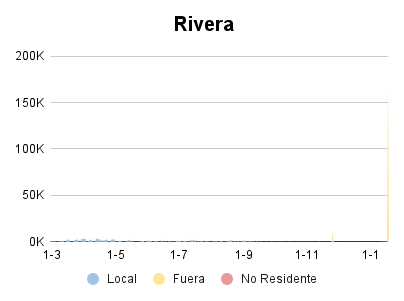 Rivera
200K
150K
100K
50K
0K
1-3 1-5 1-7 1-9 1-11 1-1
Local Fuera No Residente